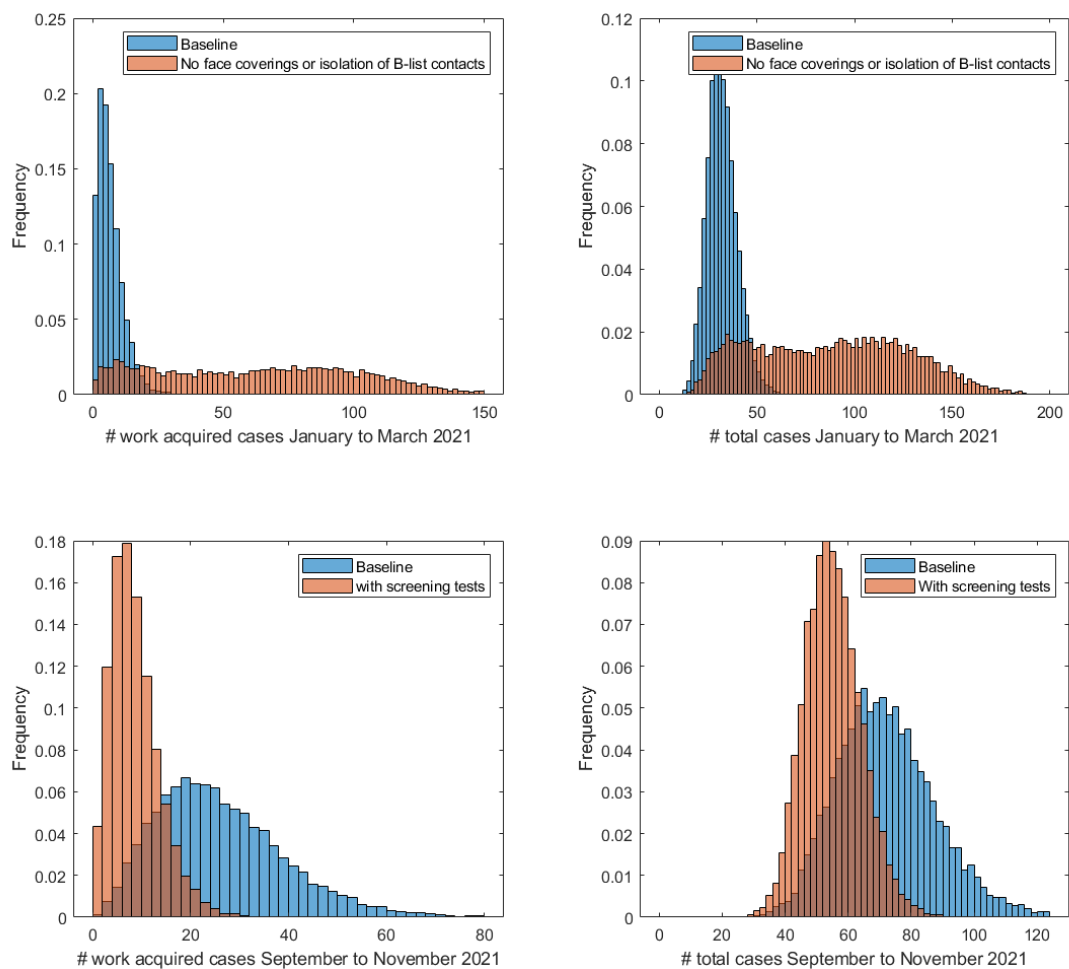 0.25
0.2
0.15
0.1
0.05
0
Frequency
Baseline
No face coverings or isolation of B-list contacts
0 50 100 150
# work acquired cases January to March 2021
0.12
0.1
0.08
0.06
0.04
0.02
0
Frequency
Baseline
No face coverings or isolation of B-list contacts
0 50 100 150 200
# total cases January to March 2021
0.18
0.16
0.14
0.12
0.1
0.08
0.06
0.04
0.02
0
Frequency
Baseline
with screening tests
0 20 40 60 80
# work acquired cases September to November 2021
0.09
0.08
0.07
0.06
0.05
0.04
0.03
0.02
0.01
0
Frequency
Baseline
With screening tests
0 20 40 60 80 100 120
# total cases September to November 2021